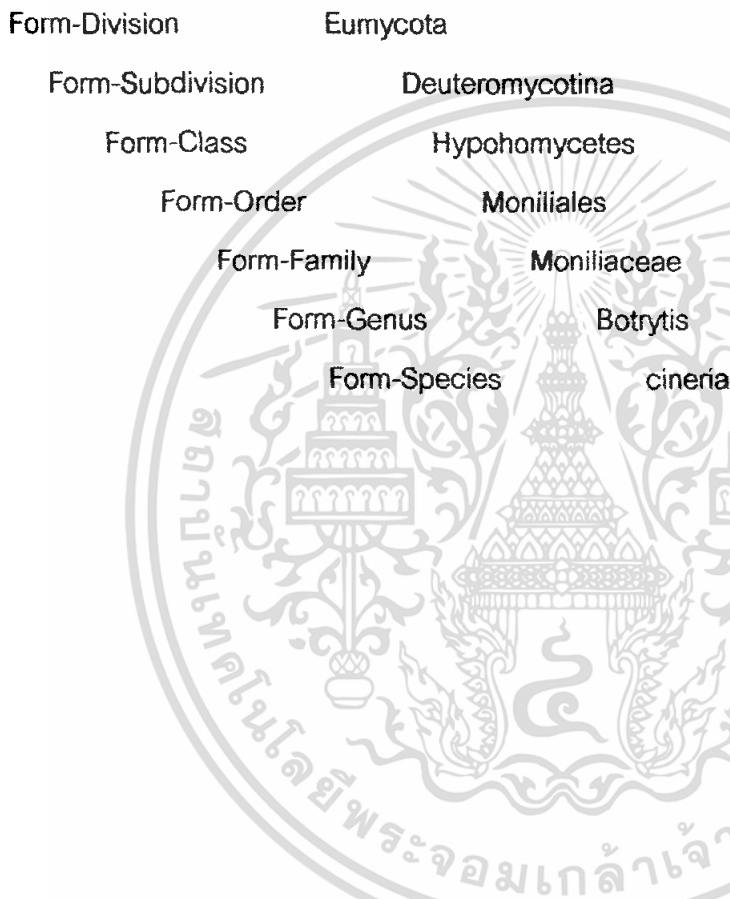 Form-Division Eumycota
Form-Subdivision Deuteromycotina
Form-Class Hypohomycetes
Form-Order Moniliales
Form-Family Moniliaceae
Form-Genus Botrytis
Form-Species cineria
สถาบันเทคโนโลยีพระจอมเกล้าเจ้า